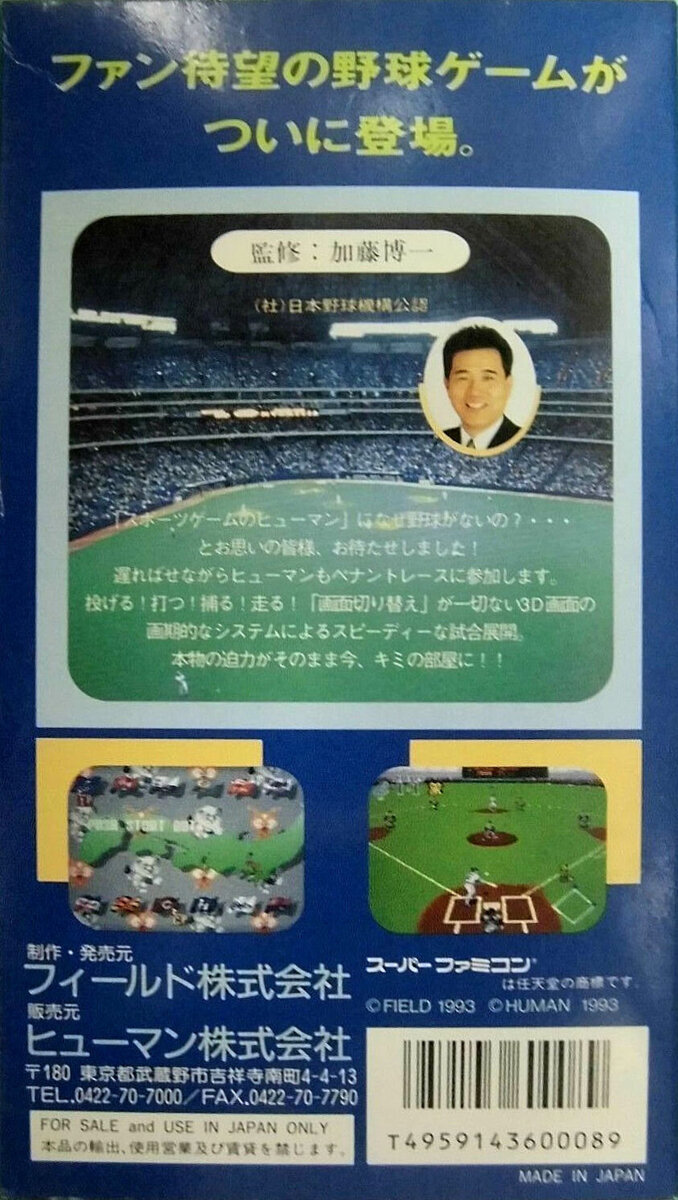 ファン待望の野球ゲームが
ついに登場。
監修：加藤博一
(社)日本野球機構公認
「スポーツゲームのヒューマン」になぜ野球がないの？・・・
とお思いの皆様、お待たせしました！
遅ればせながらヒューマンもペナントレースに参加します。
投げる！打つ！捕る！走る！「画面切り替え」が一切ない3D画面の
画期的なシステムによるスピーディーな試合展開。
本物の迫力がそのまま今、キミの部屋に！！
制作・発売元
フィールド株式会社
販売元
ヒューマン株式会社
〒180 東京都武蔵野市吉祥寺南町4-4-13
TEL.0422-70-7000／FAX.0422-70-7790
FOR SALE and USE IN JAPAN ONLY
本品の輸出、使用営業及び賃貸を禁じます。
スーパーファミコン®
は任天堂の商標です。
©FIELD 1993 ©HUMAN 1993
T4959143600089
MADE IN JAPAN